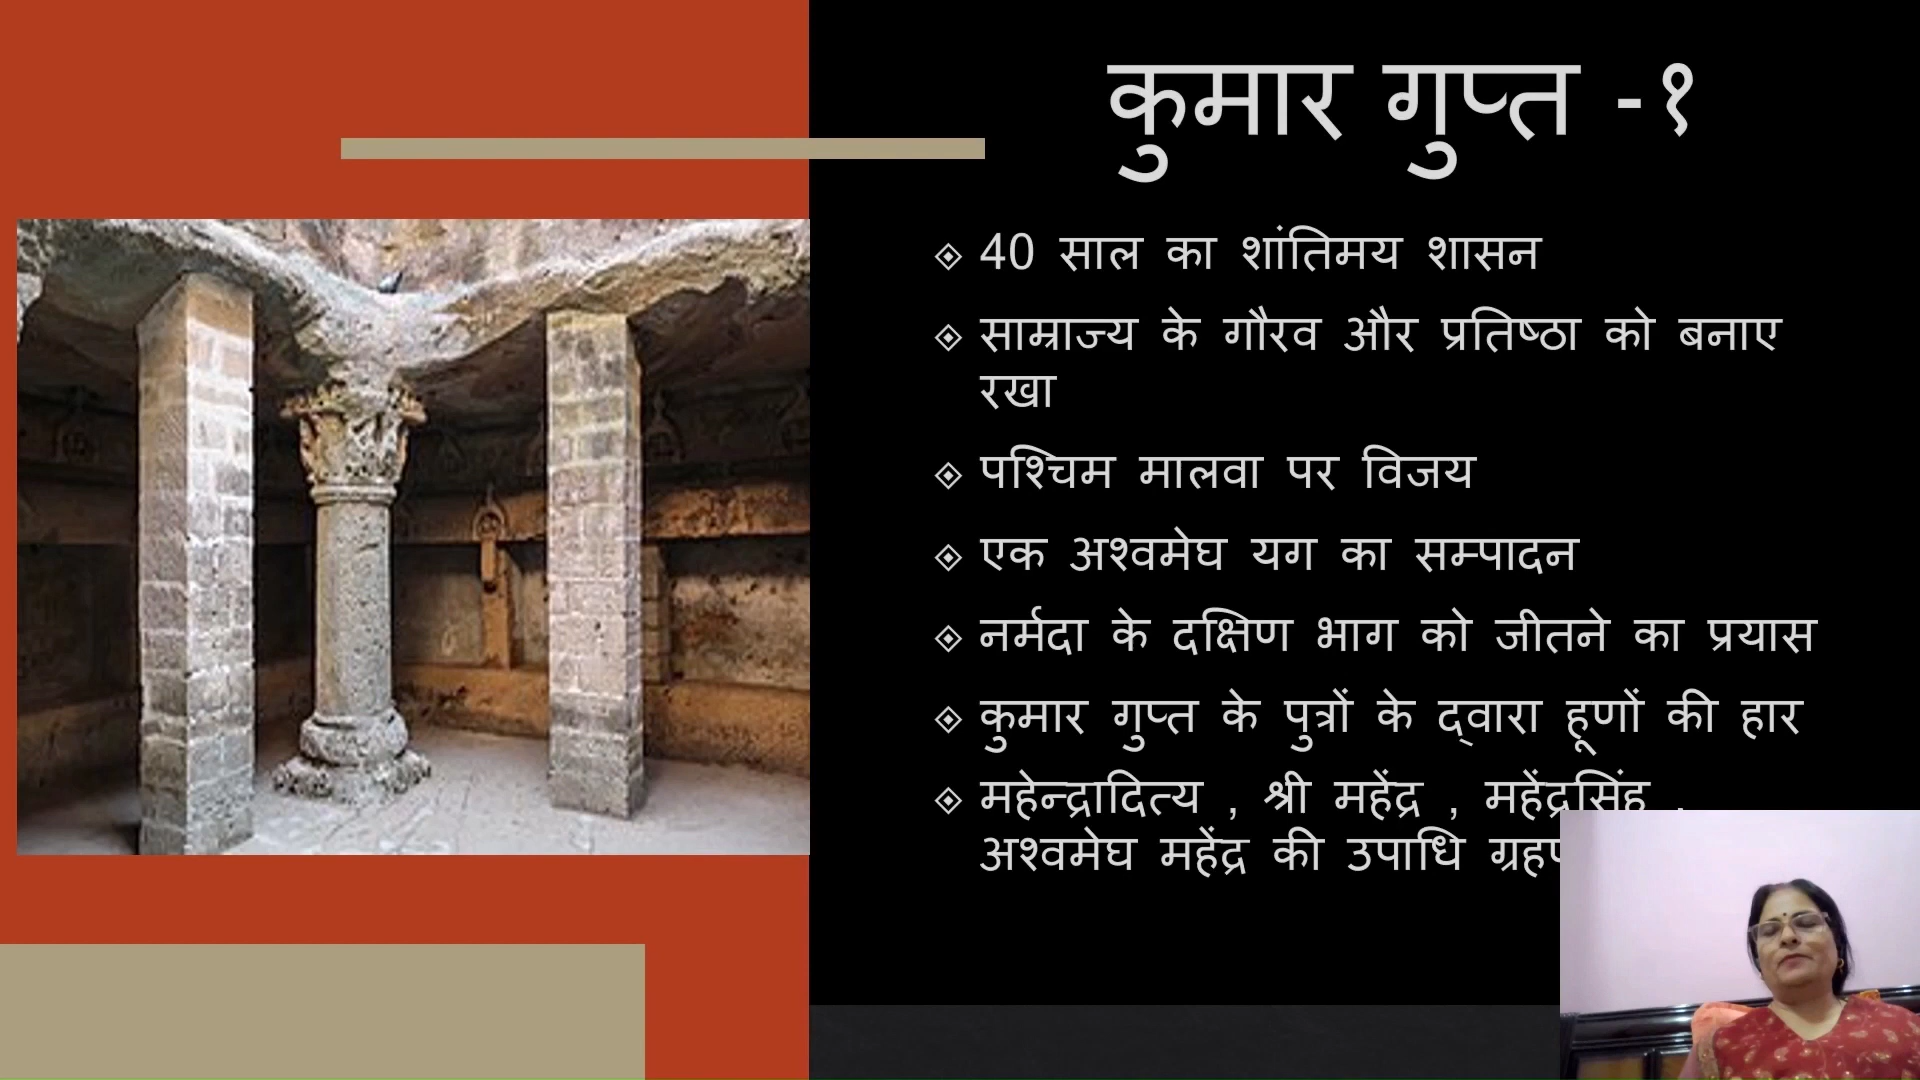 कुमार गुप्त -१
40 साल का शांतिमय शासन
साम्राज्य के गौरव और प्रतिष्ठा को बनाए
रखा
पश्चिम मालवा पर विजय
एक अश्वमेघ यग का सम्पादन
नर्मदा के दक्षिण भाग को जीतने का प्रयास
कुमार गुप्त के पुत्रों के द्वारा हूणों की हार
महेन्द्रादित्य , श्री महेंद्र , महेंद्रसिंह ,
अश्वमेघ महेंद्र की उपाधि